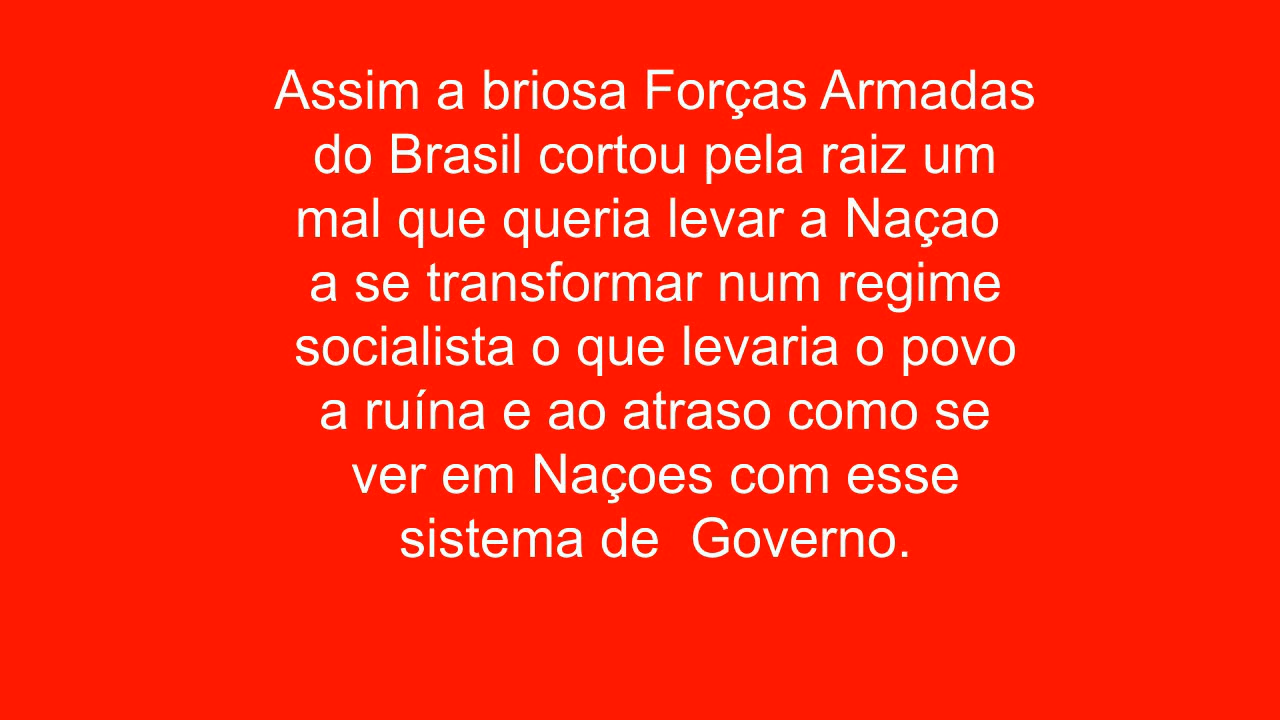 Assim a briosa Forças Armadas
do Brasil cortou pela raiz um
mal que queria levar a Naçao
a se transformar num regime
socialista o que levaria o povo
a ruína e ao atraso como se
ver em Naçoes com esse
sistema de  Governo.